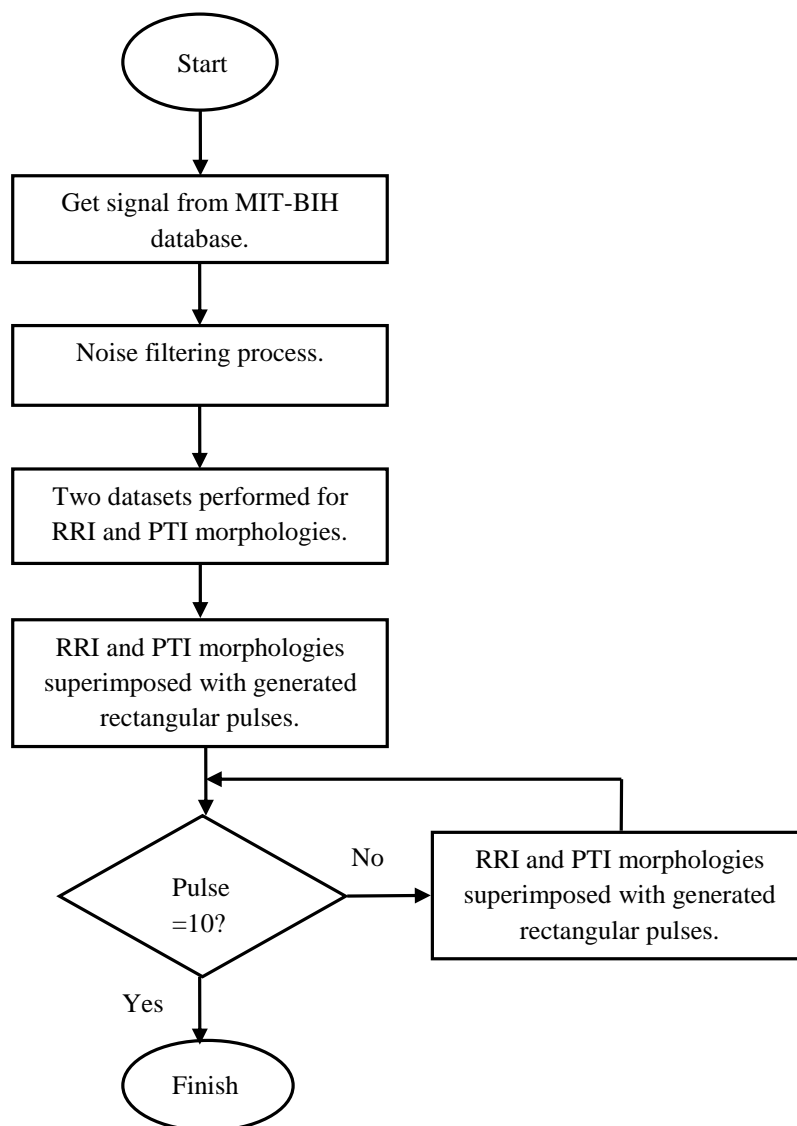 Start
Get signal from MIT-BIH
database.
Noise filtering process.
Two datasets performed for
RRI and PTI morphologies.
RRI and PTI morphologies
superimposed with generated
rectangular pulses.
Pulse
=10?
No
RRI and PTI morphologies
superimposed with generated
rectangular pulses.
Yes
Finish